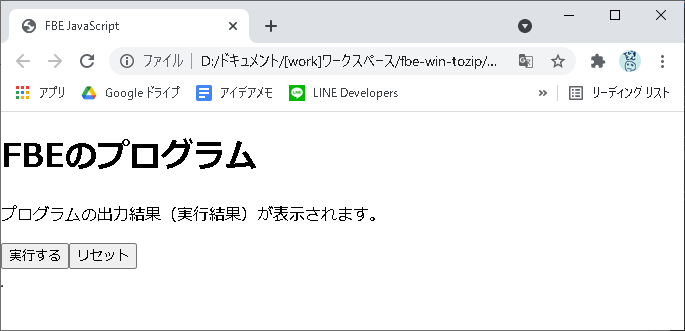 FBE JavaScript
ファイル | D:/ドキュメント/[work]ワークスペース/fbe-win-tozip/...
アプリ Google ドライブ アイデアメモ LINE Developers » リーディング リスト
FBEのプログラム
プログラムの出力結果（実行結果）が表示されます。
実行する リセット
.